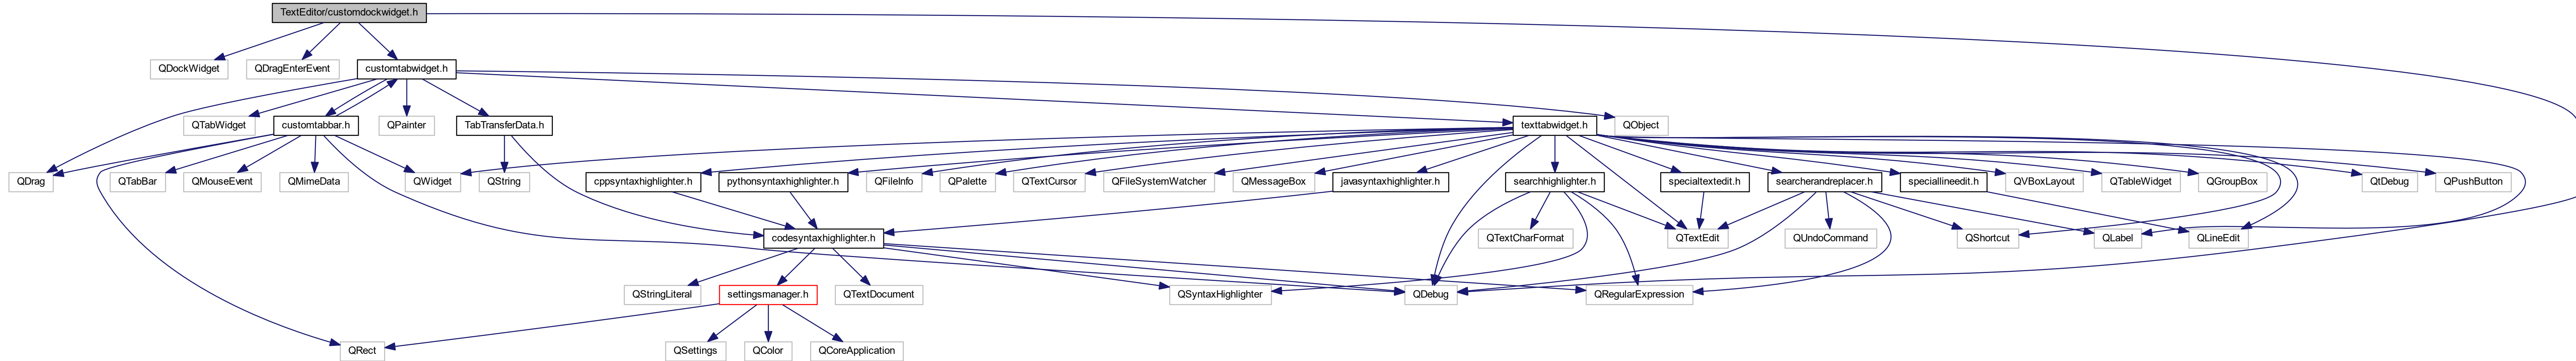 TextEditor/customdockwidget.h
QDockWidget
QDragEnterEvent
customtabwidget.h
QTabWidget
customtabbar.h
QPainter
TabTransferData.h
texttabwidget.h
QObject
QDrag
QTabBar
QMouseEvent
QMimeData
QWidget
QString
cppsyntaxhighlighter.h
pythonsyntaxhighlighter.h
QFileInfo
QPalette
QTextCursor
QFileSystemWatcher
QMessageBox
javasyntaxhighlighter.h
searchhighlighter.h
specialtextedit.h
searcherandreplacer.h
speciallineedit.h
QVBoxLayout
QTableWidget
QGroupBox
QtDebug
QPushButton
codesyntaxhighlighter.h
QTextCharFormat
QTextEdit
QUndoCommand
QShortcut
QLabel
QLineEdit
QStringLiteral
settingsmanager.h
QTextDocument
QSyntaxHighlighter
QDebug
QRegularExpression
QRect
QSettings
QColor
QCoreApplication